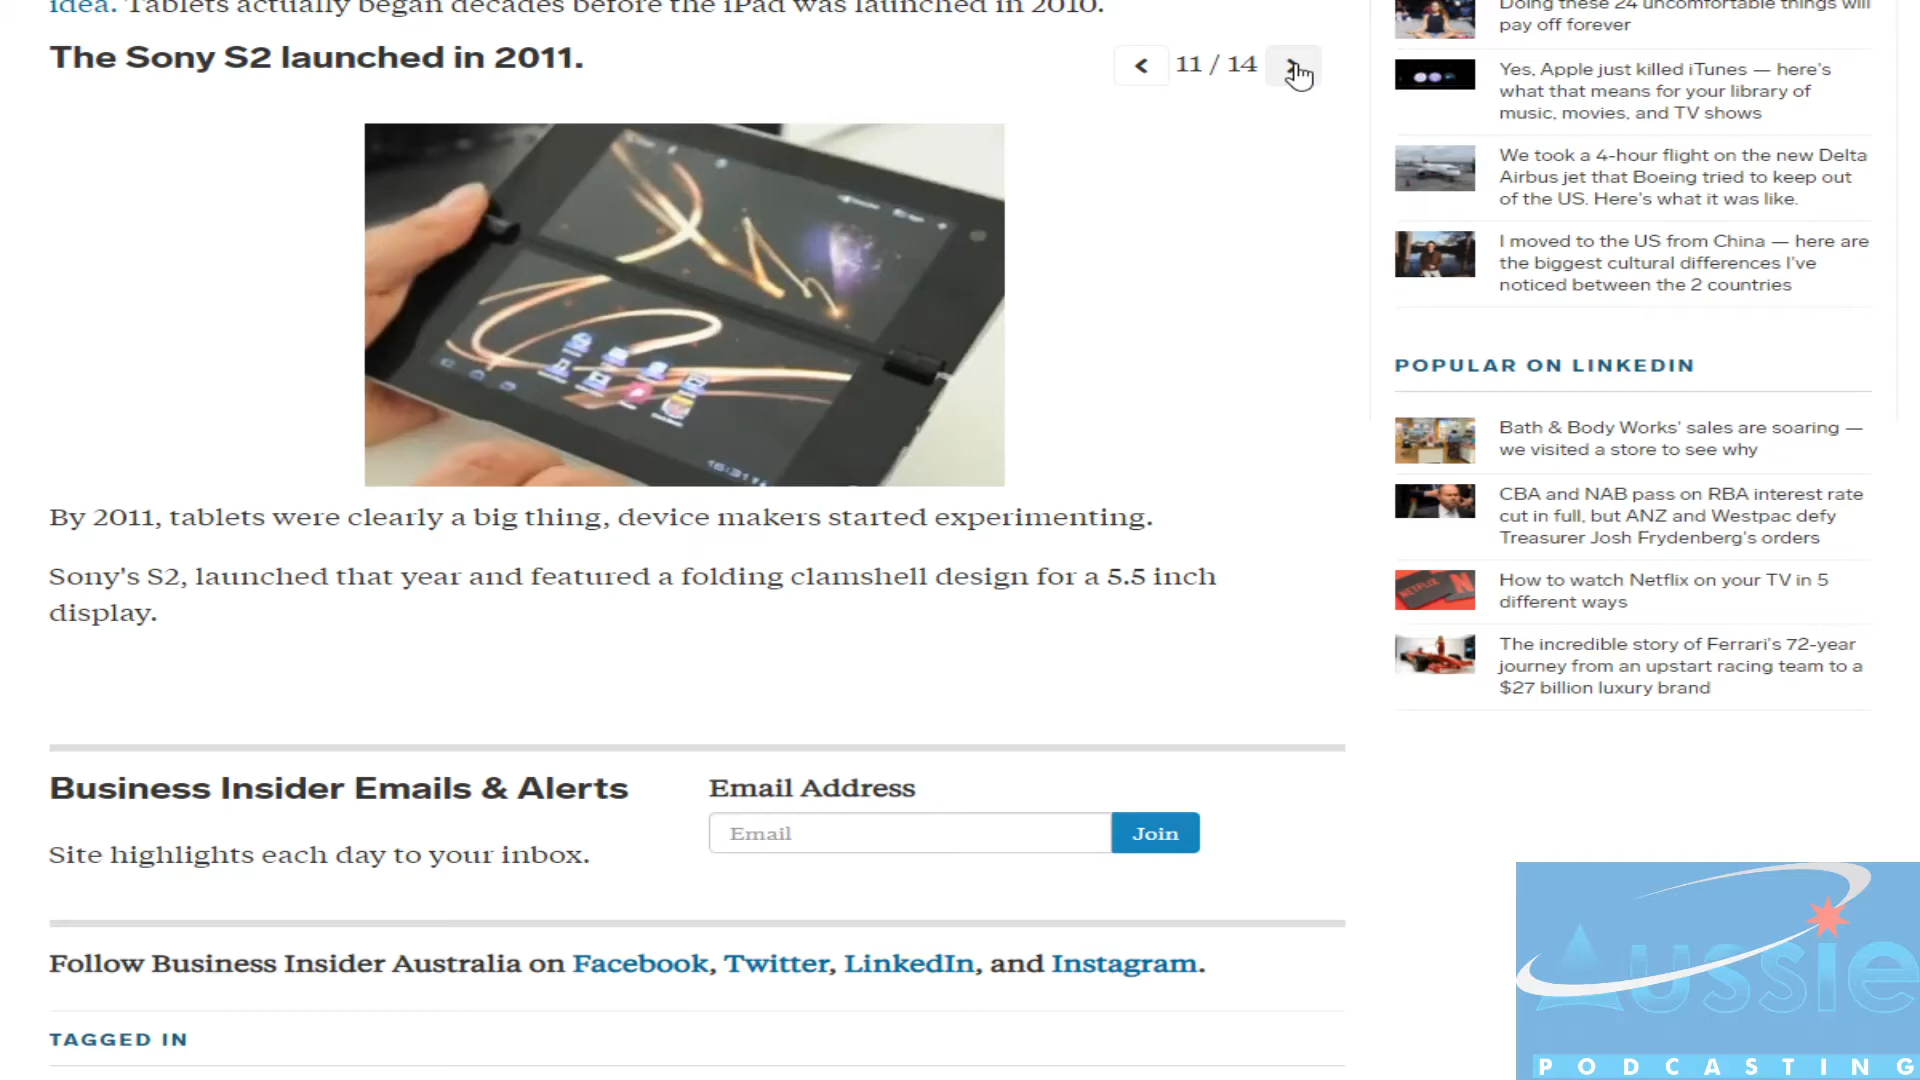 idea. Tablets actually began decades before the iPad was launched in 2010.
The Sony S2 launched in 2011.
11 / 14
16:31
By 2011, tablets were clearly a big thing, device makers started experimenting.
Sony's S2, launched that year and featured a folding clamshell design for a 5.5 inch
display.
Business Insider Emails & Alerts
Site highlights each day to your inbox.
Email Address
Email
Join
Follow Business Insider Australia on Facebook, Twitter, LinkedIn, and Instagram.
TAGGED IN
Doing these 24 uncomfortable things will
pay off forever
Yes, Apple just killed iTunes — here's
what that means for your library of
music, movies, and TV shows
We took a 4-hour flight on the new Delta
Airbus jet that Boeing tried to keep out
of the US. Here's what it was like.
I moved to the US from China — here are
the biggest cultural differences I've
noticed between the 2 countries
POPULAR ON LINKEDIN
Bath & Body Works' sales are soaring —
we visited a store to see why
CBA and NAB pass on RBA interest rate
cut in full, but ANZ and Westpac defy
Treasurer Josh Frydenberg's orders
NETFLIX
How to watch Netflix on your TV in 5
different ways
The incredible story of Ferrari's 72-year
journey from an upstart racing team to a
$27 billion luxury brand
Aussie
PODCASTING